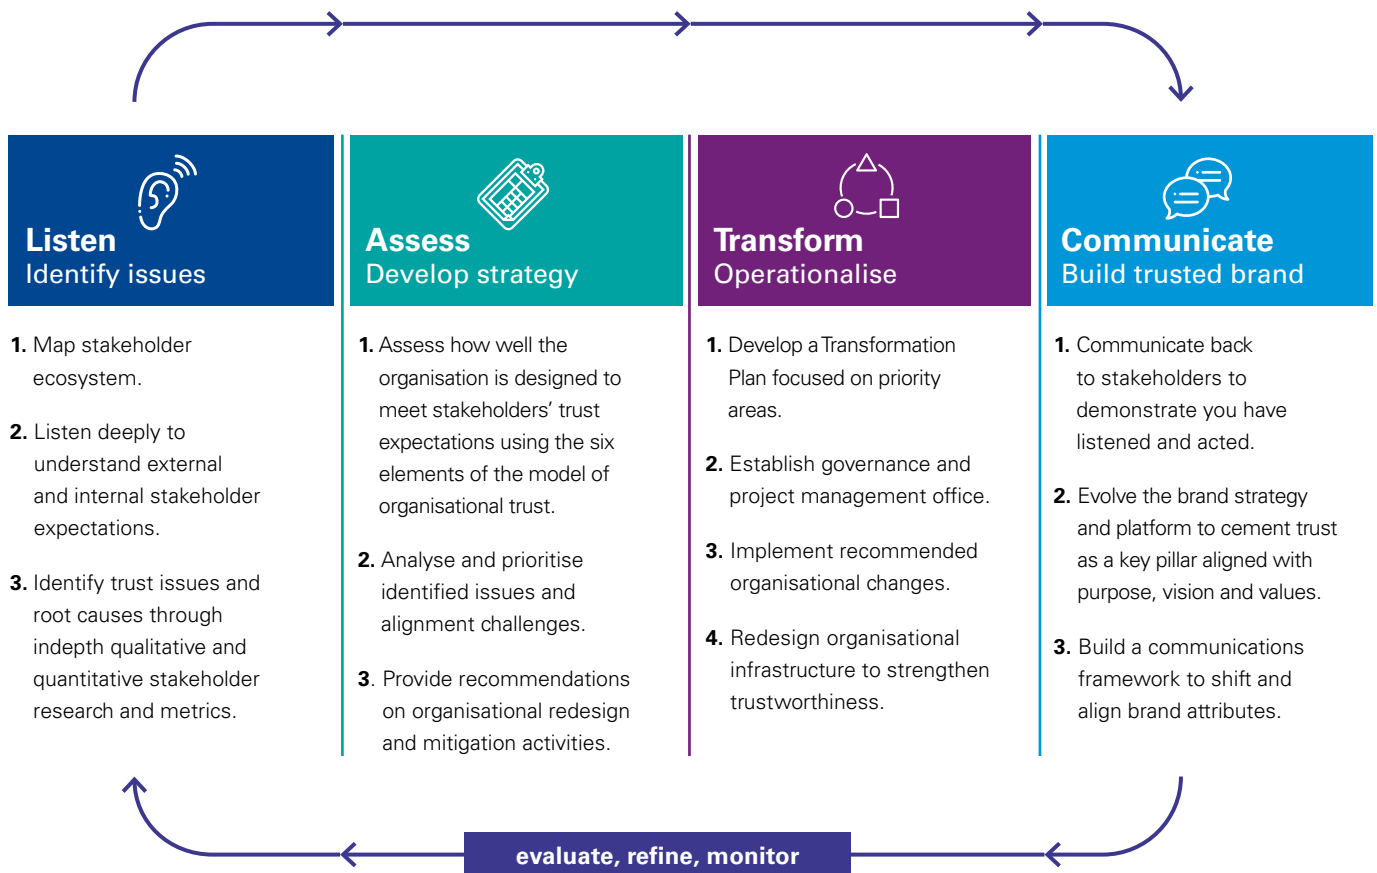 Listen
Identify issues
1. Map stakeholder
ecosystem.
2. Listen deeply to
understand external
and internal stakeholder
expectations.
3. Identify trust issues and
root causes through
indepth qualitative and
quantitative stakeholder
research and metrics.
Assess
Develop strategy
1. Assess how well the
organisation is designed to
meet stakeholders’ trust
expectations using the six
elements of the model of
organisational trust.
2. Analyse and prioritise
identified issues and
alignment challenges.
3. Provide recommendations
on organisational redesign
and mitigation activities.
Transform
Operationalise
1. Develop a Transformation
Plan focused on priority
areas.
2. Establish governance and
project management office.
3. Implement recommended
organisational changes.
4. Redesign organisational
infrastructure to strengthen
trustworthiness.
Communicate
Build trusted brand
1. Communicate back
to stakeholders to
demonstrate you have
listened and acted.
2. Evolve the brand strategy
and platform to cement trust
as a key pillar aligned with
purpose, vision and values.
3. Build a communications
framework to shift and
align brand attributes.
evaluate, refine, monitor